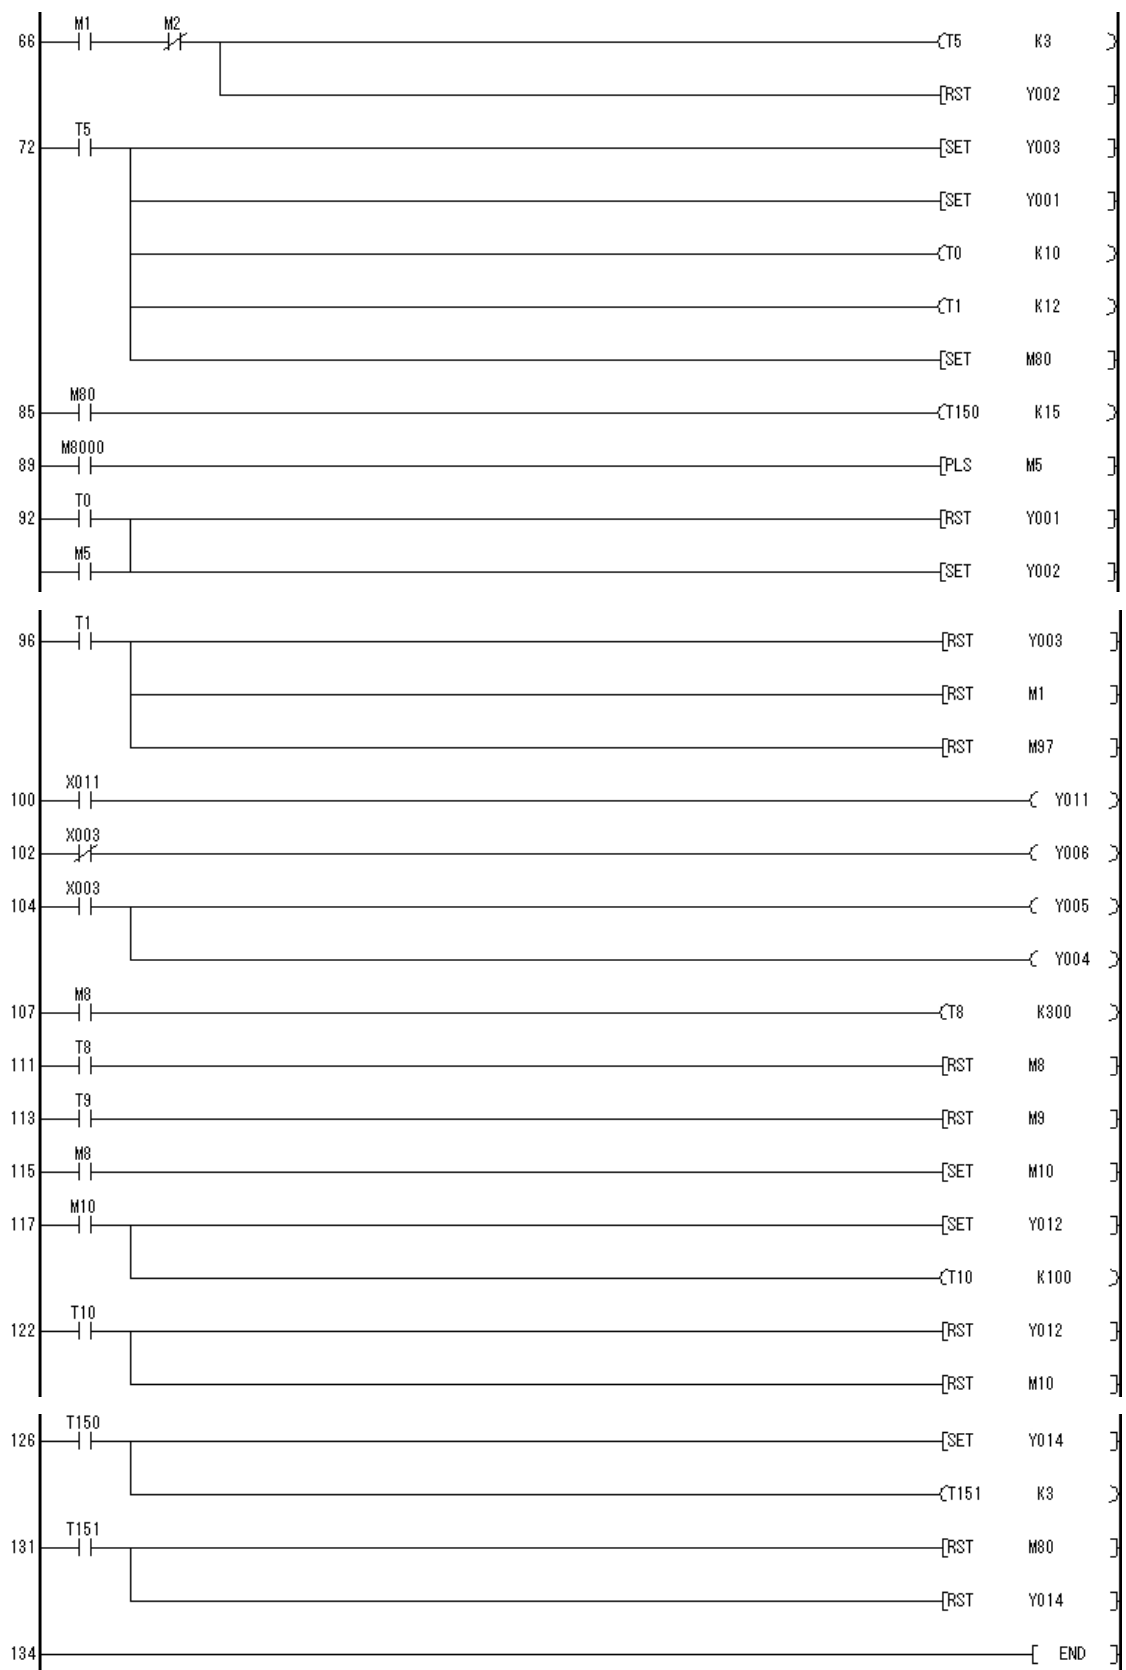 M1 M2
66 T5 K3
RST Y002
T5
72 SET Y003
SET Y001
T0 K10
T1 K12
SET M80
M80
85 T150 K15
M8000
89 PLS M5
T0
92 RST Y001
M5
SET Y002
T1
96 RST Y003
RST M1
RST M97
X011
100 Y011
X003
102 Y006
X003
104 Y005
Y004
M8
107 T8 K300
T8
111 RST M8
T9
113 RST M9
M8
115 SET M10
M10
117 SET Y012
T10 K100
T10
122 RST Y012
RST M10
T150
126 SET Y014
T151 K3
T151
131 RST M80
RST Y014
134 END